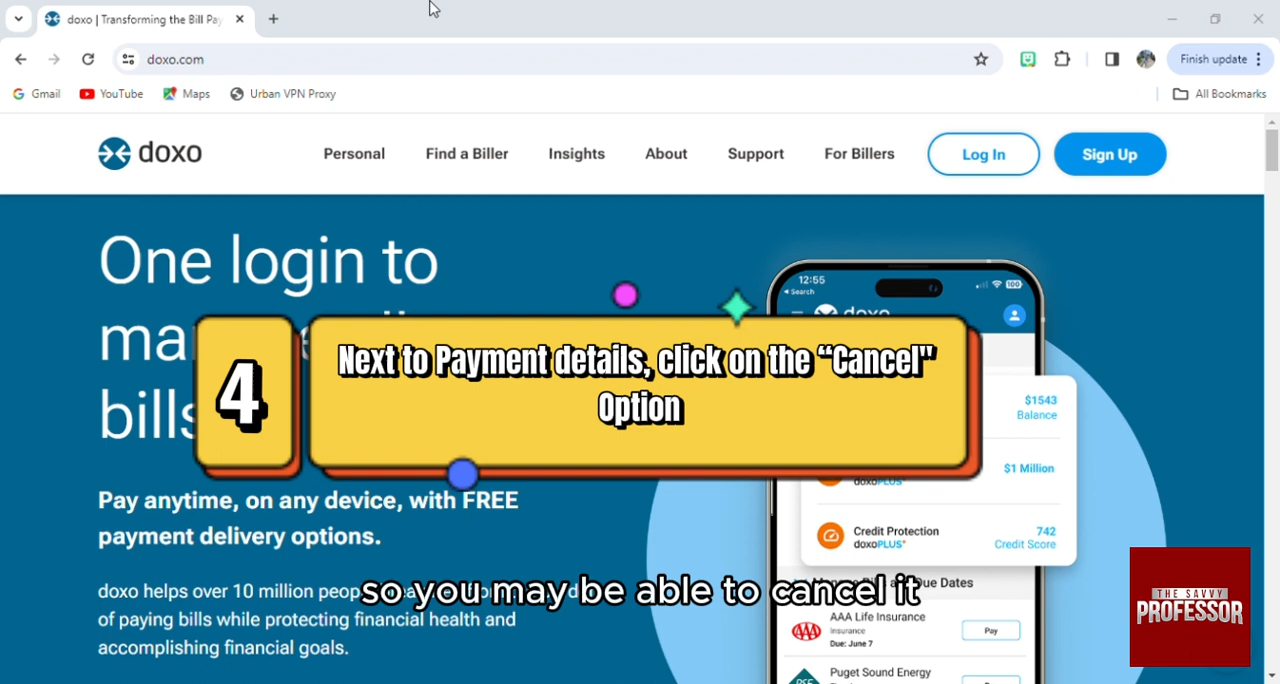 doxo | Transforming the Bill Pay
doxo.com
Finish update
Gmail
YouTube
Maps
Urban VPN Proxy
All Bookmarks
doxo
Personal
Find a Biller
Insights
About
Support
For Billers
Log In
Sign Up
One login to
bills
4
Next to Payment details, click on the “Cancel"
Option
Pay anytime, on any device, with FREE
payment delivery options.
doxo helps over 10 million
of paying bills while protecting financial health and
accomplishing financial goals.
12:55
Search
100
doxo
$1543
Balance
$1 Million
doxoPLUS
Credit Protection
doxoPLUS
742
Credit Score
Due Dates
AAA Life Insurance
Insurance
Due: June 7
Pay
Puget Sound Energy
so you may be able to cancel it
THE SAVVY
PROFESSOR